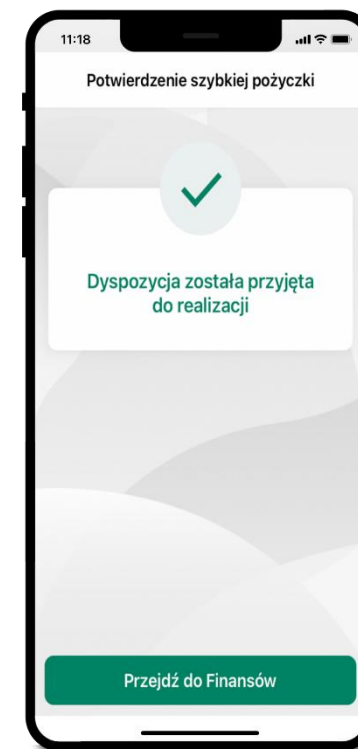 11:18
Potwierdzenie szybkiej pożyczki
Dyspozycja została przyjęta
do realizacji
Przejdź do Finansów